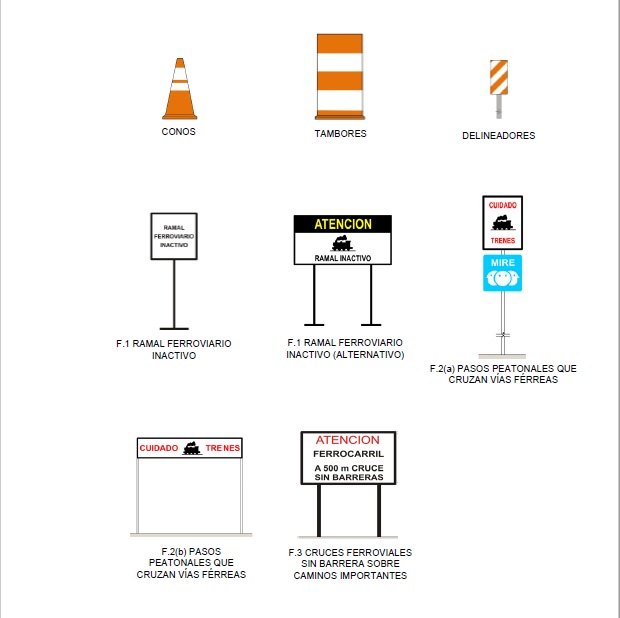 CONOS
TAMBORES
DELINEADORES
RAMAL
FERROVIARIO
INACTIVO
F.1 RAMAL FERROVIARIO
INACTIVO
ATENCION
RAMAL INACTIVO
F.1 RAMAL FERROVIARIO
INACTIVO (ALTERNATIVO)
CUIDADO
TRENES
MIRE
F.2(a) PASOS PEATONALES QUE
CRUZAN VÍAS FÉRREAS
CUIDADO TRENES
F.2(b) PASOS
PEATONALES QUE
CRUZAN VÍAS FÉRREAS
ATENCION
FERROCARRIL
A 500 m CRUCE
SIN BARRERAS
F.3 CRUCES FERROVIALES
SIN BARRERA SOBRE
CAMINOS IMPORTANTES